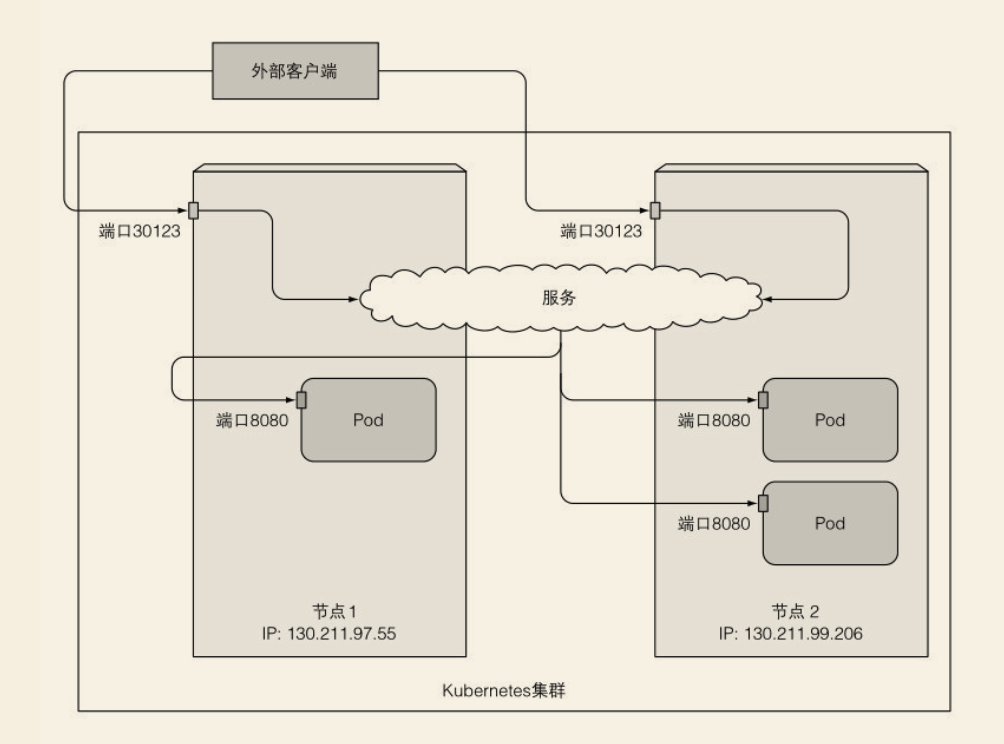 外部客户端
端口30123
端口30123
服务
端口8080
Pod
端口8080
Pod
端口8080
Pod
节点 1
IP: 130.211.97.55
节点 2
IP: 130.211.99.206
Kubernetes集群